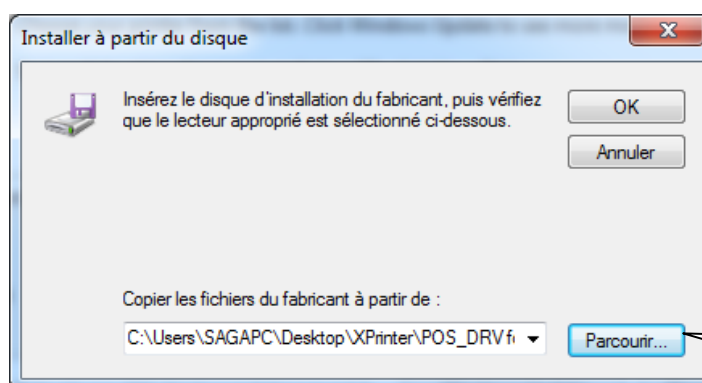 Installer à partir du disque
Insérez le disque d'installation du fabricant, puis vérifiez
que le lecteur approprié est sélectionné ci-dessous.
OK
Annuler
Copier les fichiers du fabricant à partir de :
C:\Users\SAGAPC\Desktop\XPrinter\POS_DRV
Parcourir...